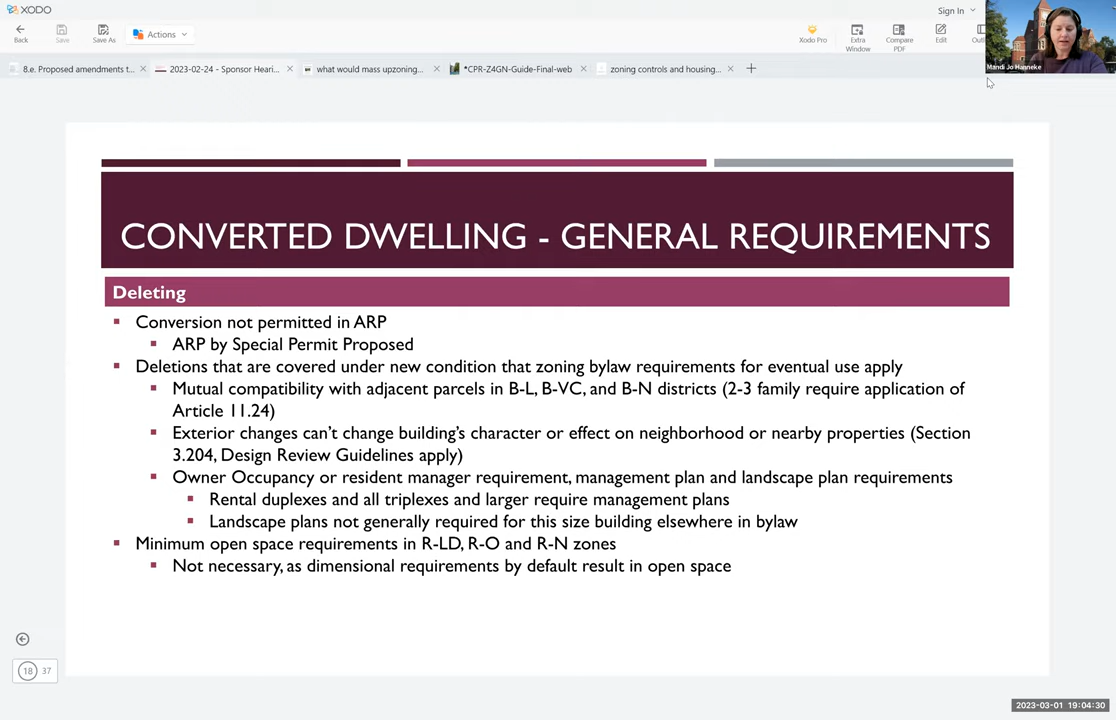 XODO
Sign In
Back
Save
Save As
Actions
Xodo Pro
Extra Window
Compare PDF
Edit
Mandi Jo Hanneke
8.e. Proposed amendments t...
2023-02-24 - Sponsor Heari...
what would mass upzoning...
*CPR-Z4GN-Guide-Final-web
zoning controls and housing...
CONVERTED DWELLING - GENERAL REQUIREMENTS
Deleting
Conversion not permitted in ARP
ARP by Special Permit Proposed
Deletions that are covered under new condition that zoning bylaw requirements for eventual use apply
Mutual compatibility with adjacent parcels in B-L, B-VC, and B-N districts (2-3 family require application of
Article 11.24)
Exterior changes can't change building's character or effect on neighborhood or nearby properties (Section
3.204, Design Review Guidelines apply)
Owner Occupancy or resident manager requirement, management plan and landscape plan requirements
Rental duplexes and all triplexes and larger require management plans
Landscape plans not generally required for this size building elsewhere in bylaw
Minimum open space requirements in R-LD, R-O and R-N zones
Not necessary, as dimensional requirements by default result in open space
18 37
2023-03-01 19:04:30